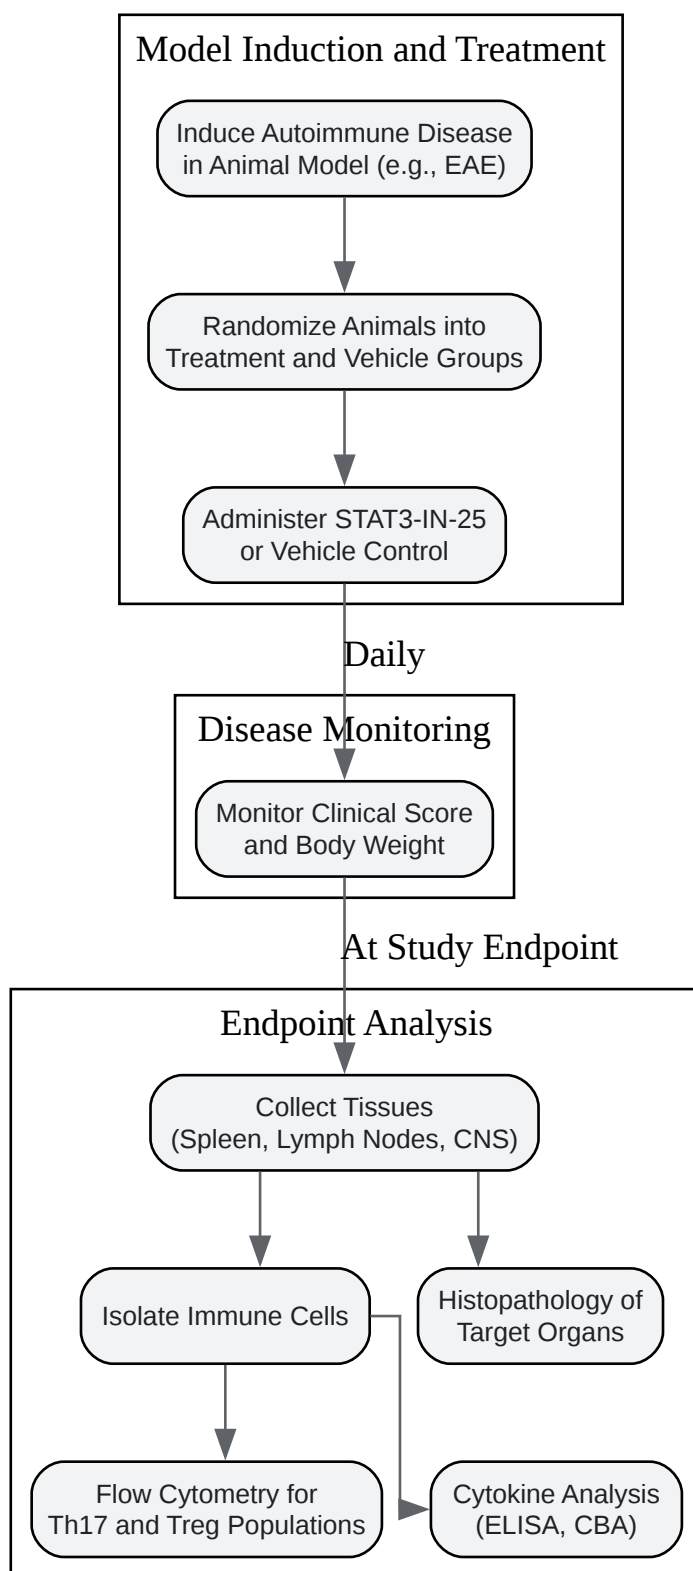 Model Induction and Treatment
Induce Autoimmune Disease
in Animal Model (e.g., EAE)
Randomize Animals into
Treatment and Vehicle Groups
Administer STAT3-IN-25
or Vehicle Control
Daily
Disease Monitoring
Monitor Clinical Score
and Body Weight
At Study Endpoint
Endpoint Analysis
Collect Tissues
(Spleen, Lymph Nodes, CNS)
Isolate Immune Cells
Histopathology of
Target Organs
Flow Cytometry for
Th17 and Treg Populations
Cytokine Analysis
(ELISA, CBA)